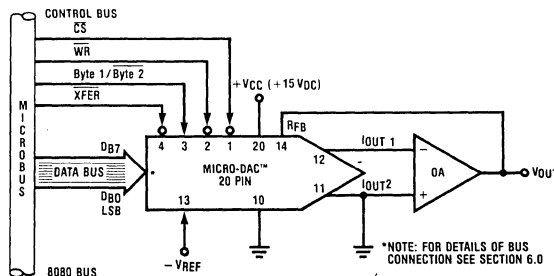 CONTROL BUS
CS
WR
Byte 1/Byte 2
XFER
+VCC (+15 VDC)
MICROBUS
4 3 2 1 20 14
RFB
DB7
DATA BUS
DB0
LSB
*
MICRO-DAC™
20 PIN
12
11
IOUT 1
IOUT2
-
+
OA
VOUT
13
10
-VREF
*NOTE: FOR DETAILS OF BUS
CONNECTION SEE SECTION 6.0
8080 BUS